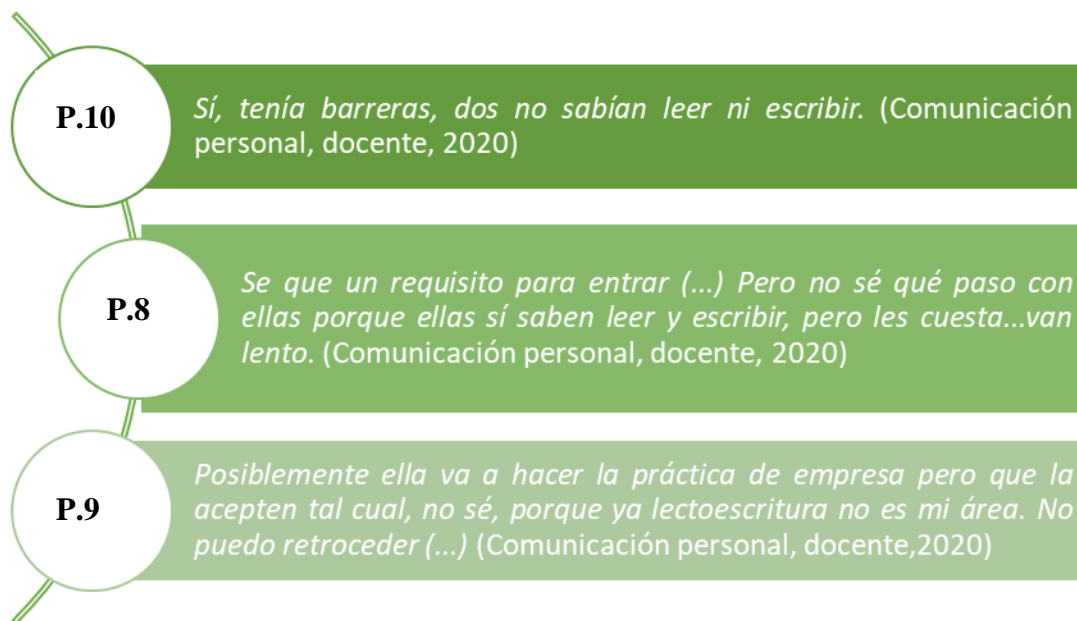 P.10
Sí, tenía barreras, dos no sabían leer ni escribir. (Comunicación
personal, docente, 2020)
P.8
Se que un requisito para entrar (...) Pero no sé qué paso con
ellas porque ellas sí saben leer y escribir, pero les cuesta...van
lento. (Comunicación personal, docente, 2020)
P.9
Posiblemente ella va a hacer la práctica de empresa pero que la
acepten tal cual, no sé, porque ya lectoescritura no es mi área. No
puedo retroceder (...) (Comunicación personal, docente,2020)